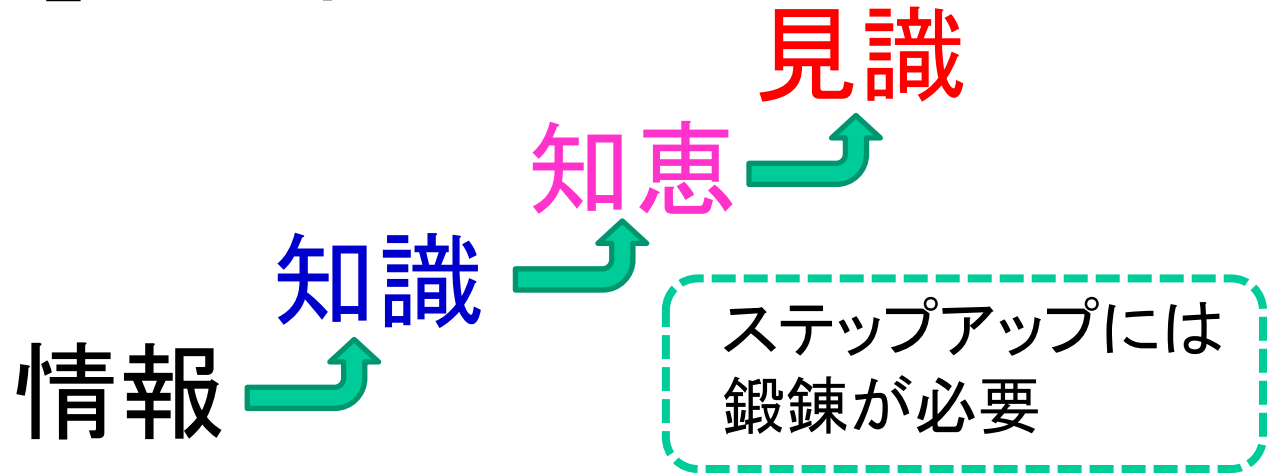 見識
知恵
知識
情報
ステップアップには
鍛錬が必要